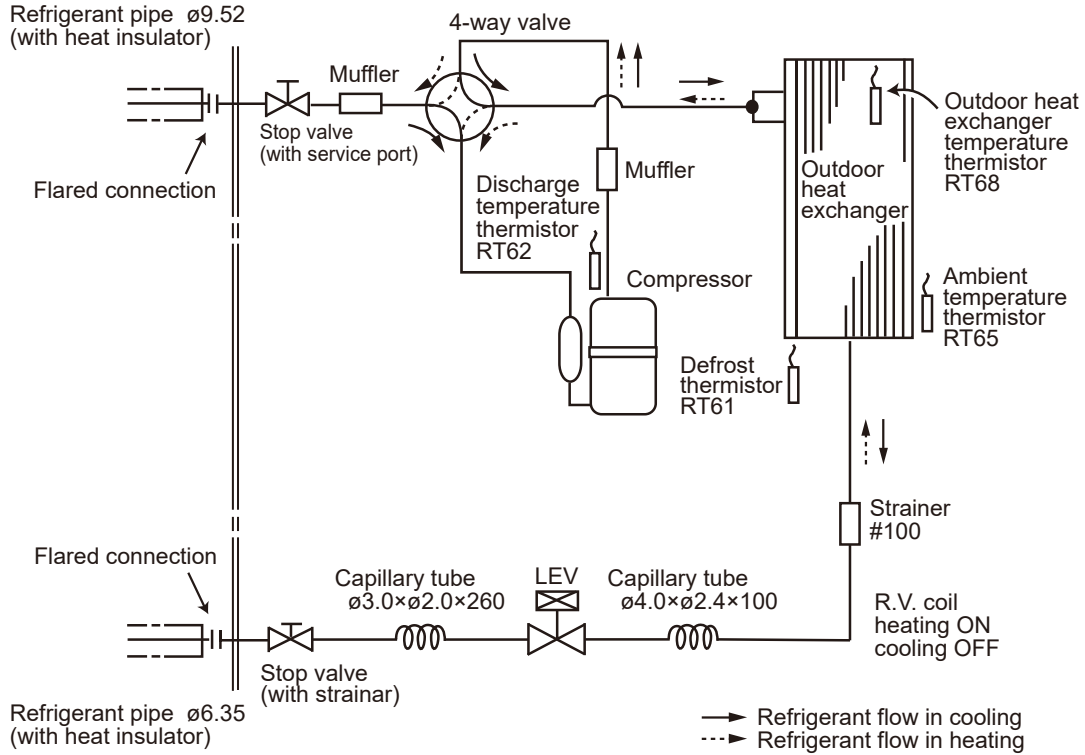 Refrigerant pipe ø9.52
(with heat insulator)
4-way valve
Muffler
Stop valve
(with service port)
Flared connection
Muffler
Discharge
temperature
thermistor
RT62
Compressor
Outdoor
heat
exchanger
Outdoor heat
exchanger
temperature
thermistor
RT68
Ambient
temperature
thermistor
RT65
Defrost
thermistor
RT61
Strainer
#100
Flared connection
Capillary tube
ø3.0×ø2.0×260
LEV
Capillary tube
ø4.0×ø2.4×100
R.V. coil
heating ON
cooling OFF
Stop valve
(with strainar)
Refrigerant pipe ø6.35
(with heat insulator)
Refrigerant flow in cooling
Refrigerant flow in heating